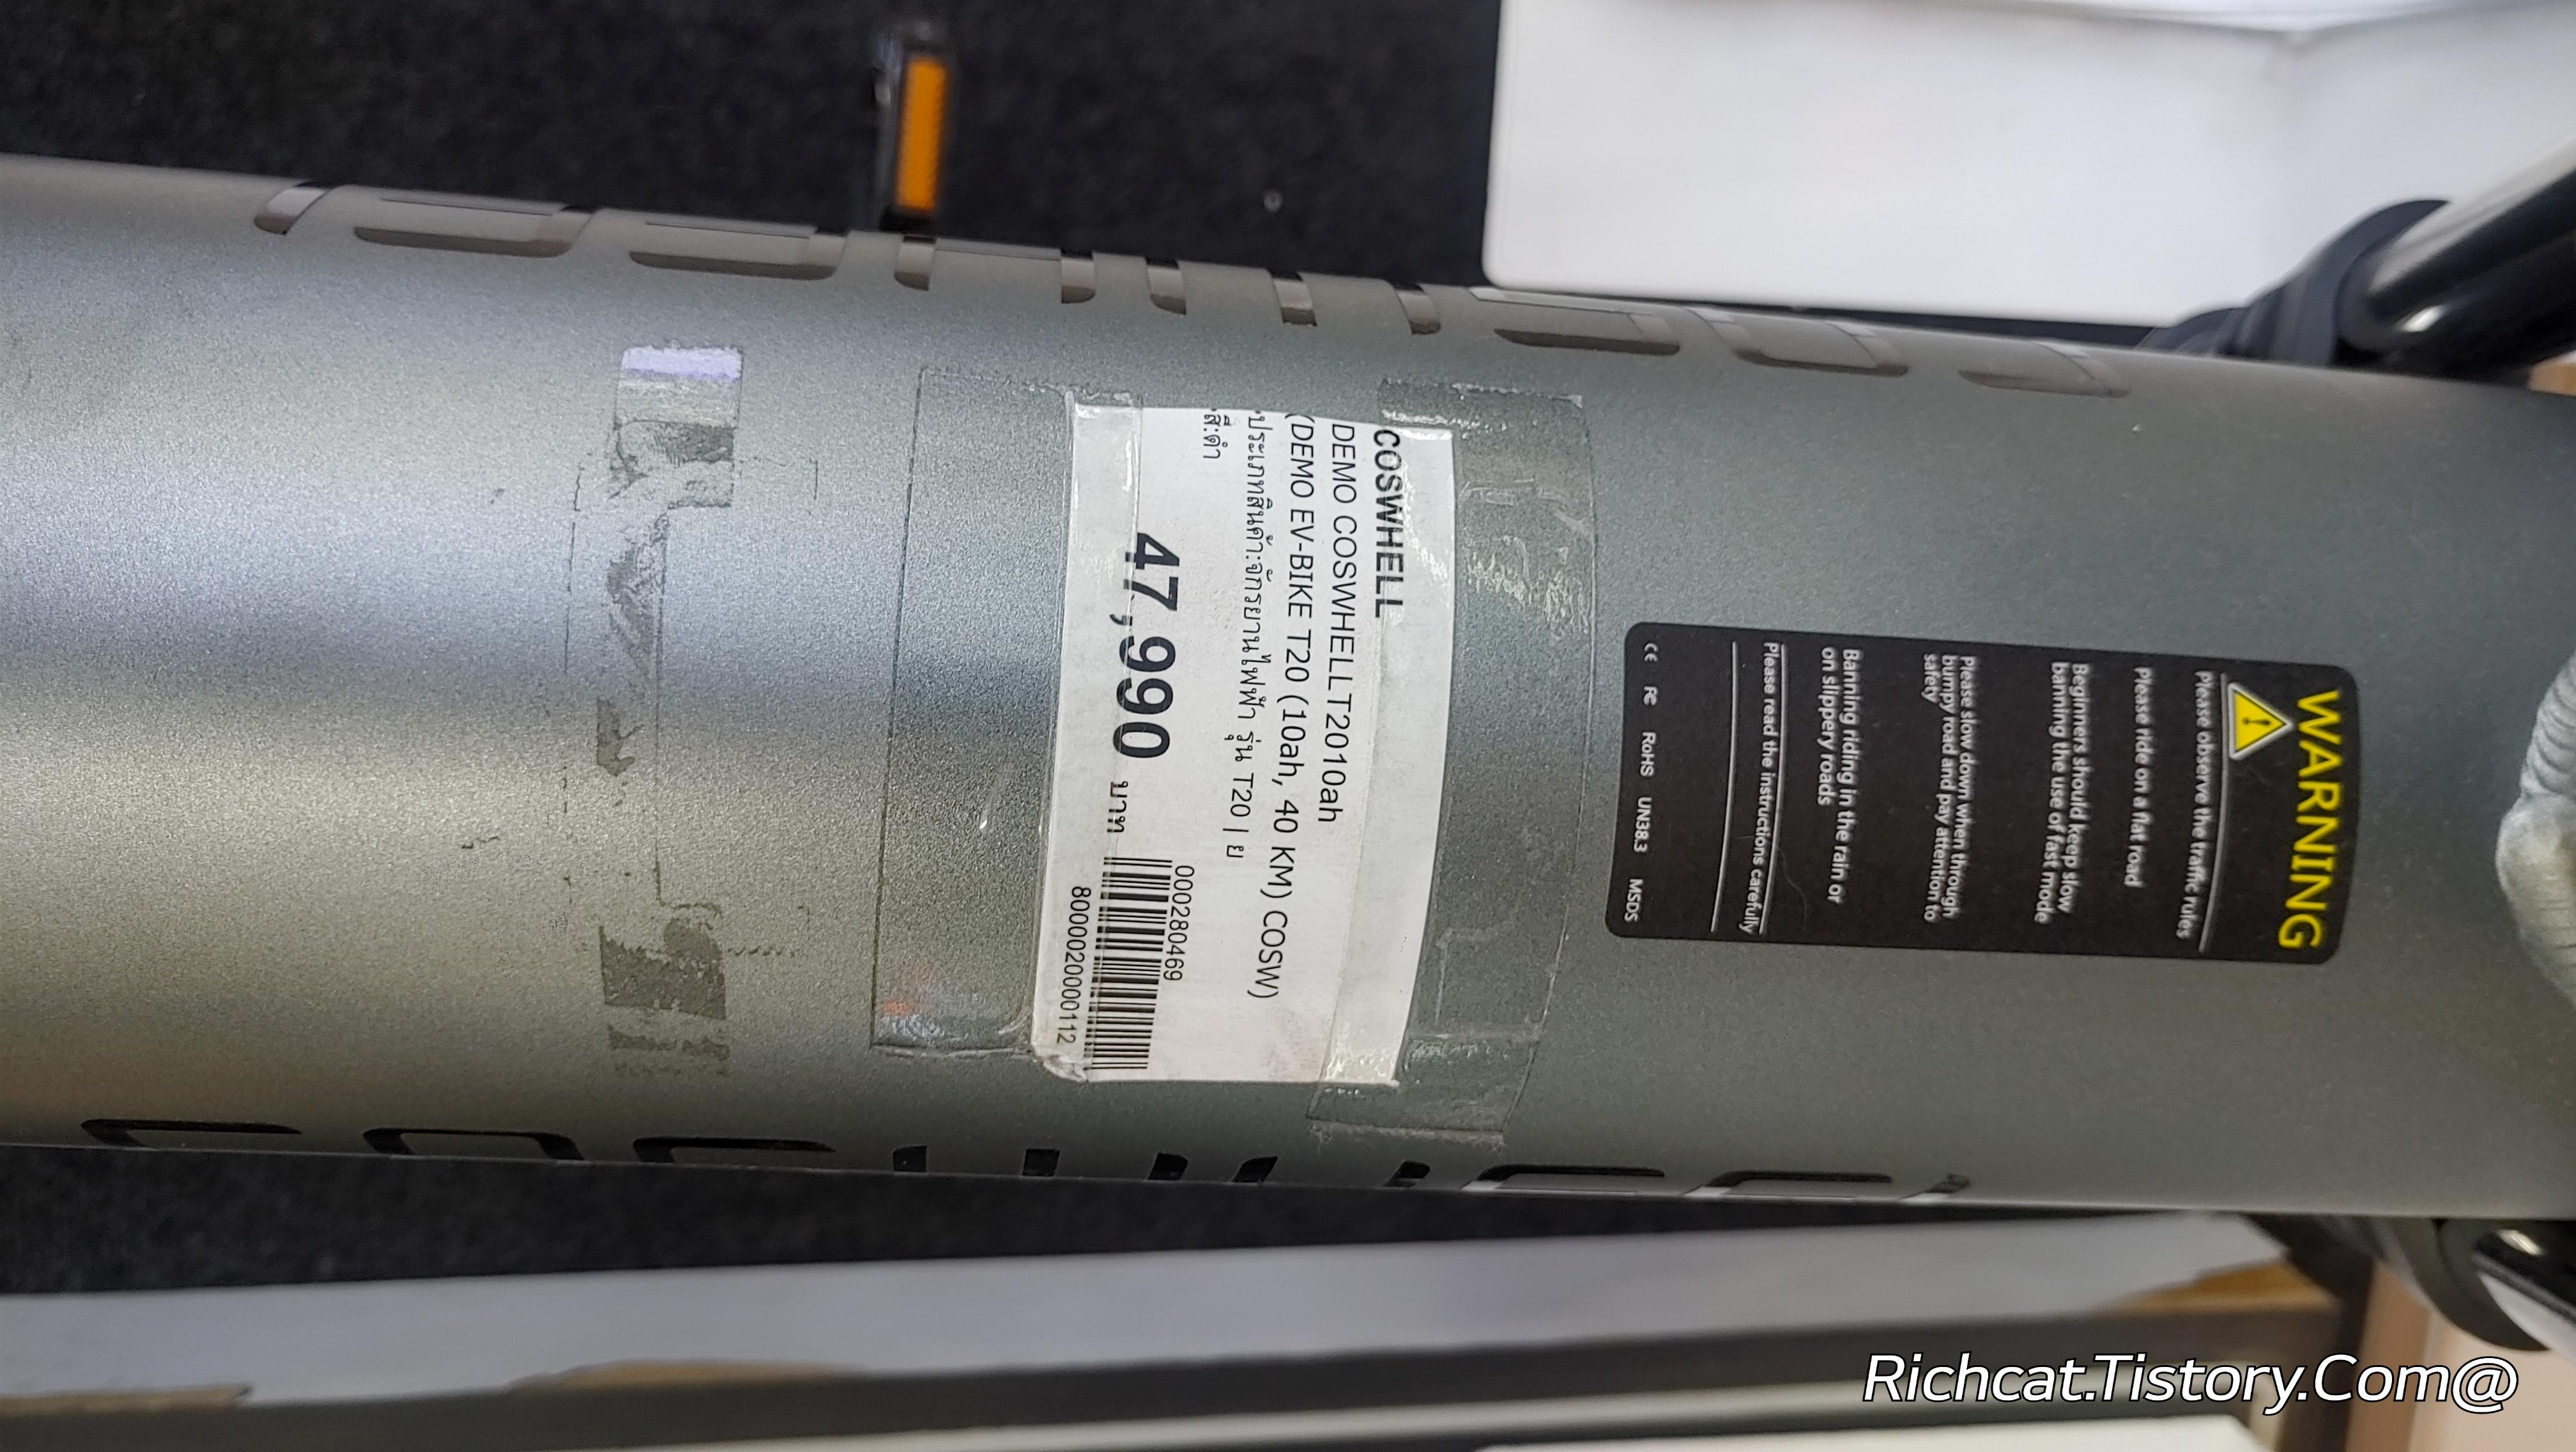 COSWHELL
DEMO COSWHELLT2010ah
(DEMO EV-BIKE T20 (10ah, 40 KM) COSW)
•ประเภทสินค้า:จักรยานไฟฟ้า รุ่น T20 | ย
•สี:ดำ
47,990 บาท
000280469
8000020000112
WARNING
Please observe the traffic rules
Please ride on a flat road
Beginners should keep slow
banning the use of fast mode
Please slow down when through
bumpy road and pay attention to
safety
Banning riding in the rain or
on slippery roads
Please read the instructions carefully
CE FC RoHS UN38.3 MSDS
Richcat.Tistory.Com@